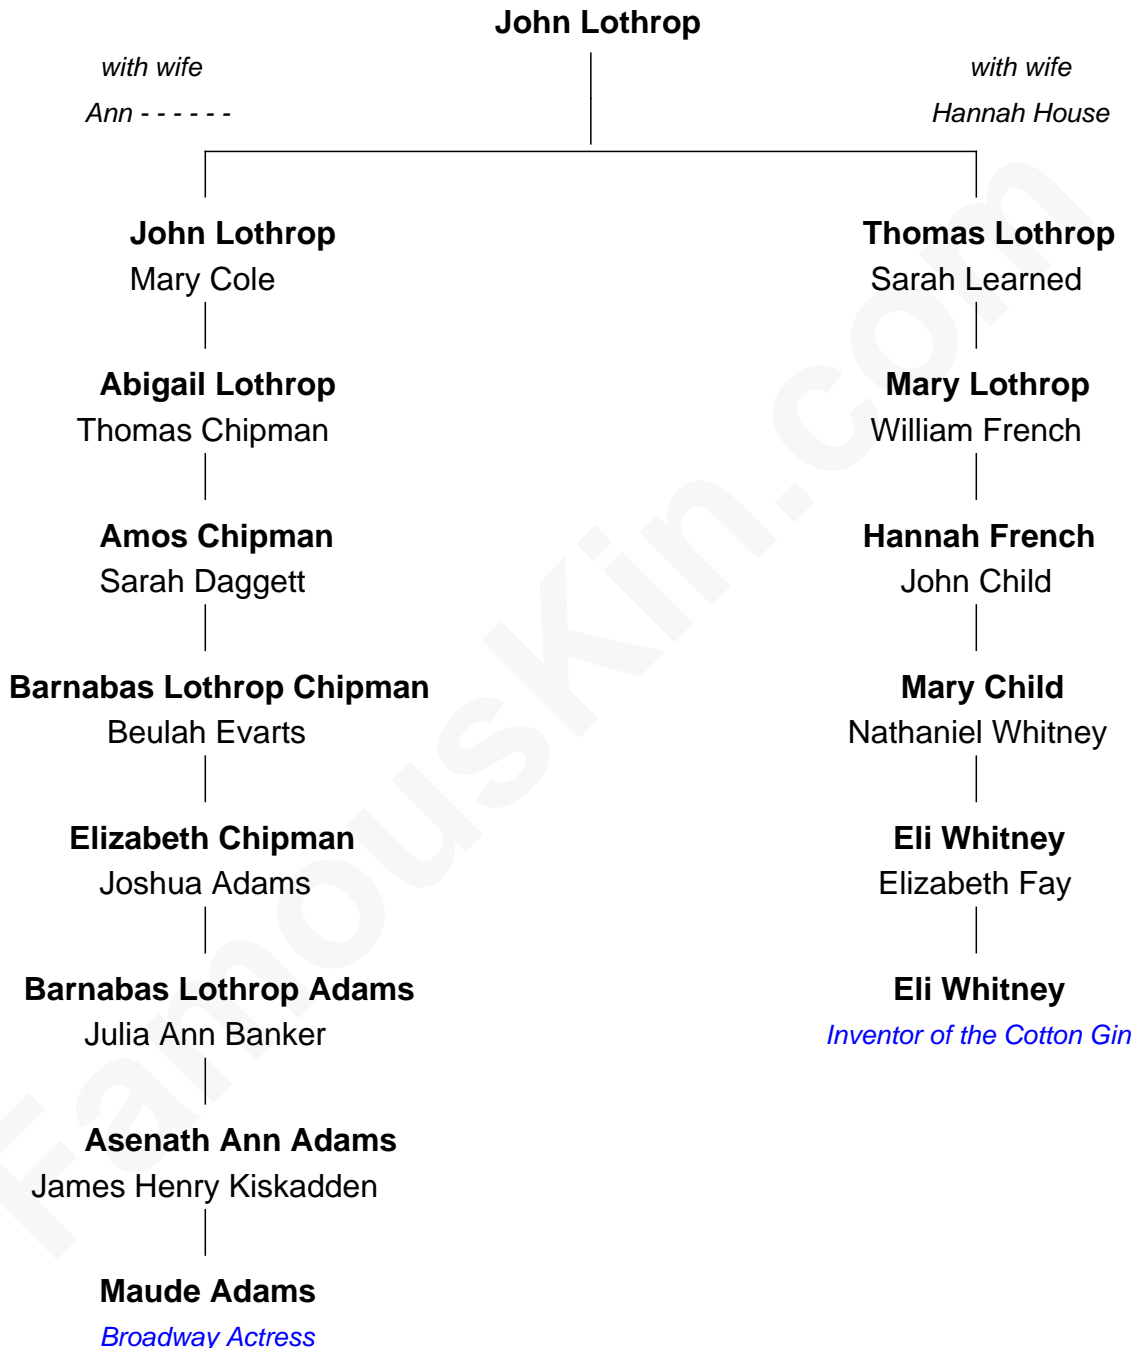 John Lothrop
with wife
Ann - - - - - -
with wife
Hannah House
John Lothrop
Mary Cole
Thomas Lothrop
Sarah Learned
Abigail Lothrop
Thomas Chipman
Mary Lothrop
William French
Amos Chipman
Sarah Daggett
Hannah French
John Child
Barnabas Lothrop Chipman
Beulah Evarts
Mary Child
Nathaniel Whitney
Elizabeth Chipman
Joshua Adams
Eli Whitney
Elizabeth Fay
Barnabas Lothrop Adams
Julia Ann Banker
Eli Whitney
Inventor of the Cotton Gin
Asenath Ann Adams
James Henry Kiskadden
Maude Adams
Broadway Actress
FamousKin.com